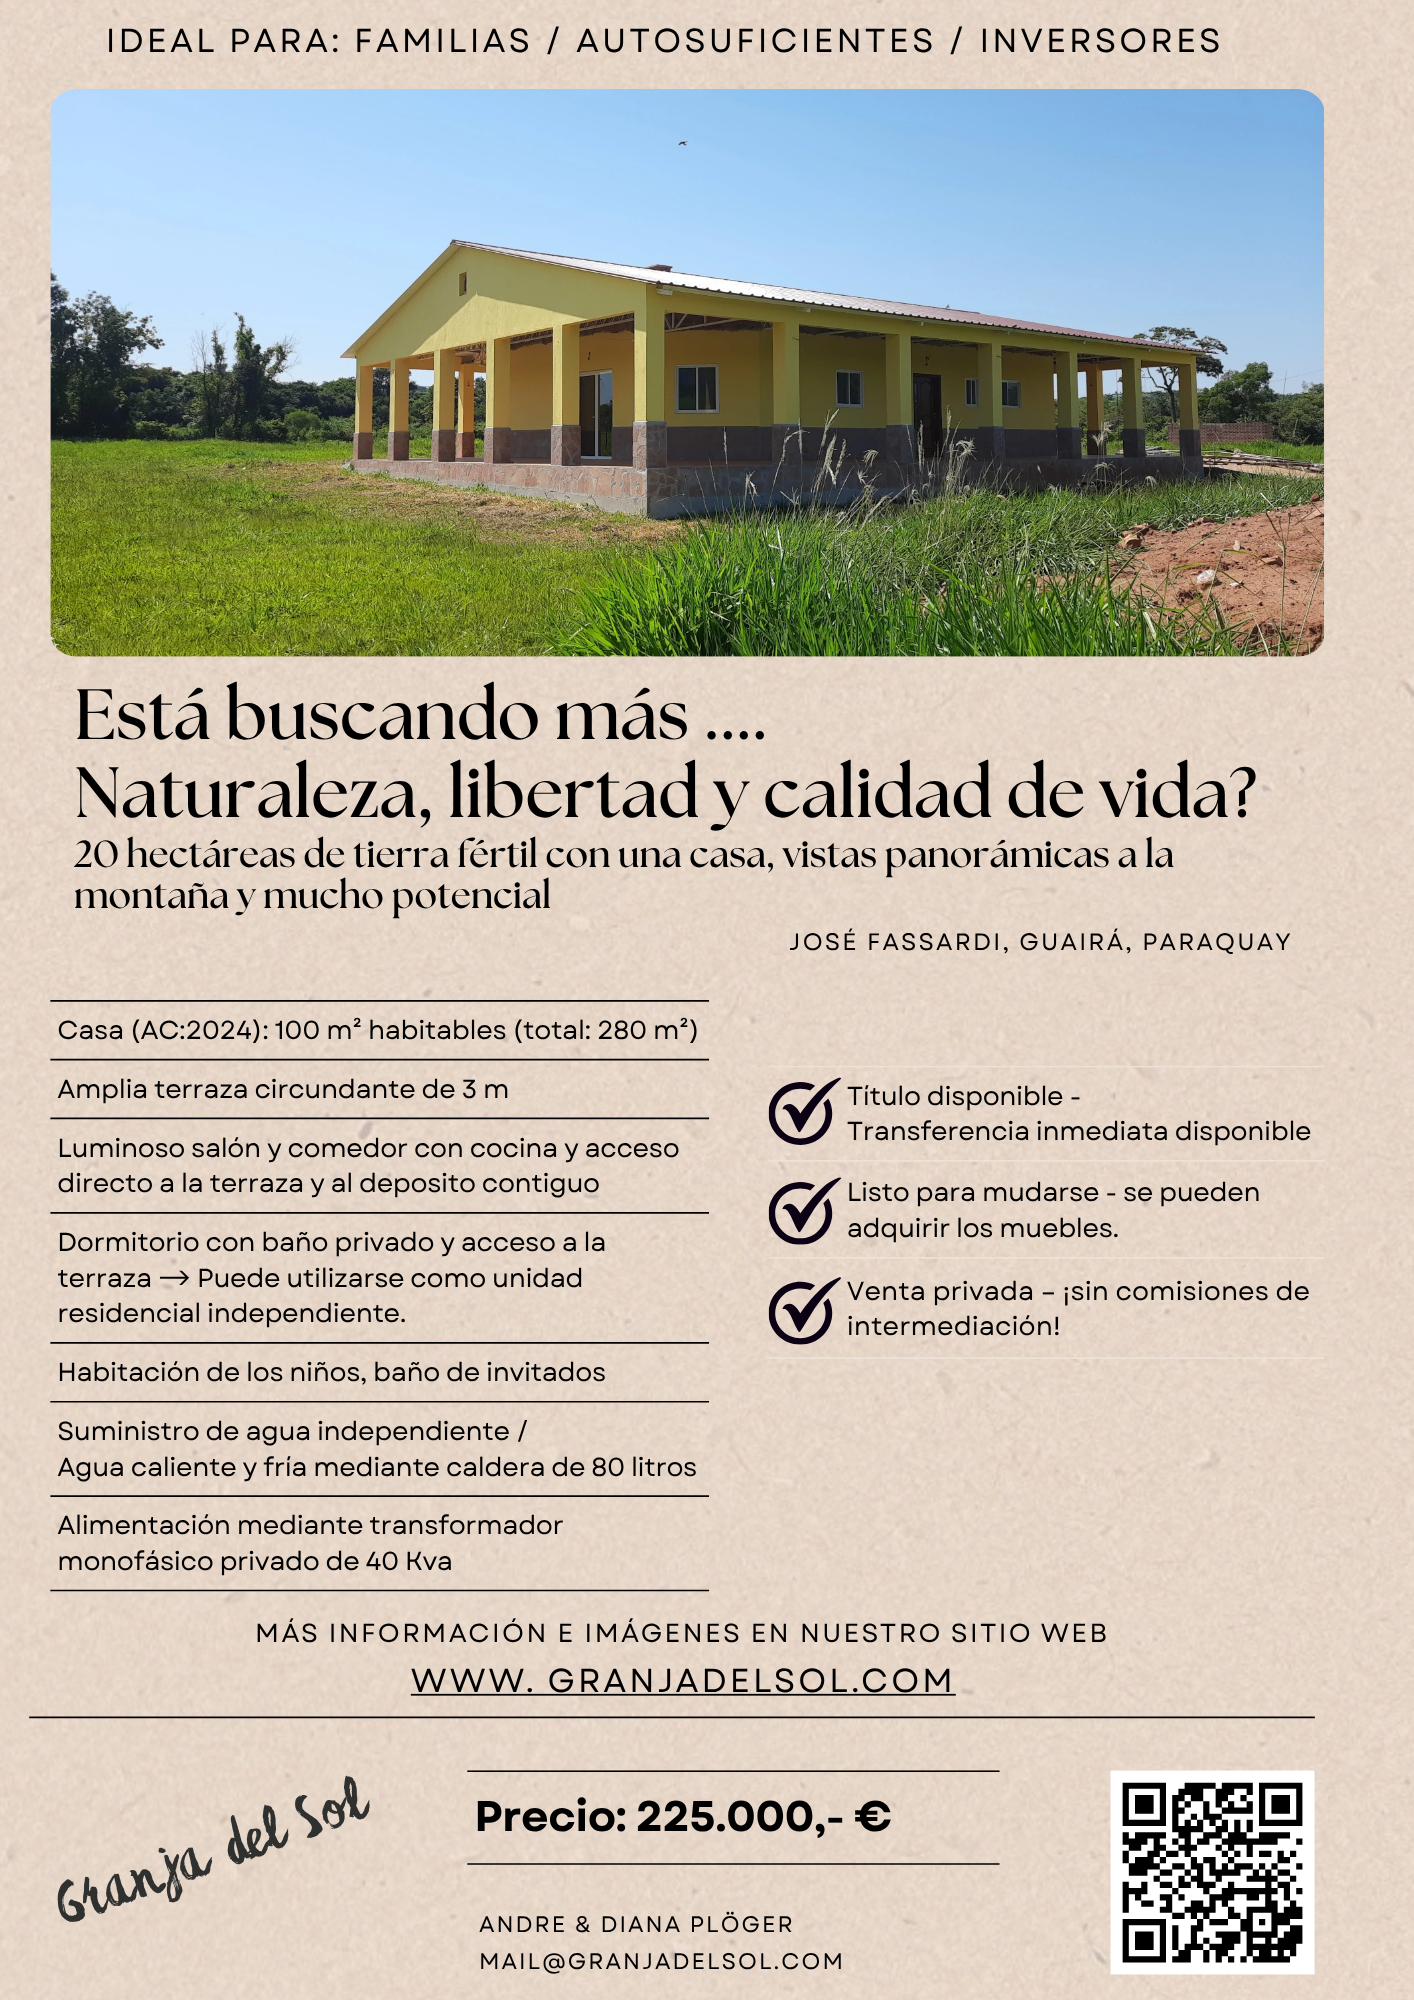 IDEAL PARA: FAMILIAS / AUTOSUFICIENTES / INVERSORES
Está buscando más ....
Naturaleza, libertad y calidad de vida?
20 hectáreas de tierra fértil con una casa, vistas panorámicas a la
montaña y mucho potencial
JOSÉ FASSARDI, GUAIRÁ, PARAQUAY
Casa (AC:2024): 100 m² habitables (total: 280 m²)
Amplia terraza circundante de 3 m
Luminoso salón y comedor con cocina y acceso
directo a la terraza y al deposito contiguo
Dormitorio con baño privado y acceso a la
terraza → Puede utilizarse como unidad
residencial independiente.
Habitación de los niños, baño de invitados
Suministro de agua independiente /
Agua caliente y fría mediante caldera de 80 litros
Alimentación mediante transformador
monofásico privado de 40 Kva
Título disponible -
Transferencia inmediata disponible
Listo para mudarse - se pueden
adquirir los muebles.
Venta privada – ¡sin comisiones de
intermediación!
MÁS INFORMACIÓN E IMÁGENES EN NUESTRO SITIO WEB
WWW. GRANJADELSOL.COM
Granja del Sol
Precio: 225.000,- €
ANDRE & DIANA PLÖGER
MAIL@GRANJADELSOL.COM